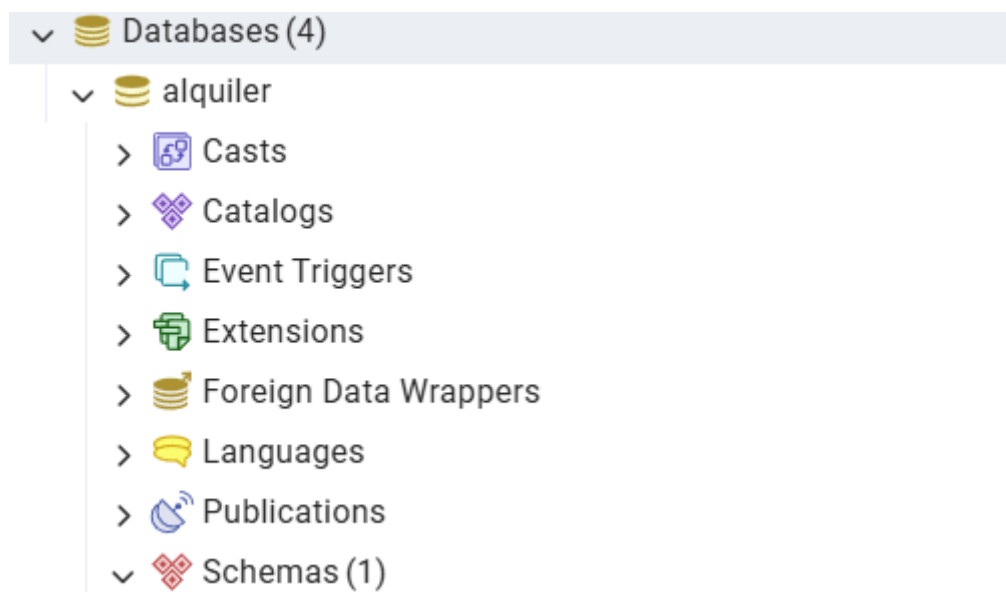 Databases (4)
alquiler
Casts
Catalogs
Event Triggers
Extensions
Foreign Data Wrappers
Languages
Publications
Schemas (1)